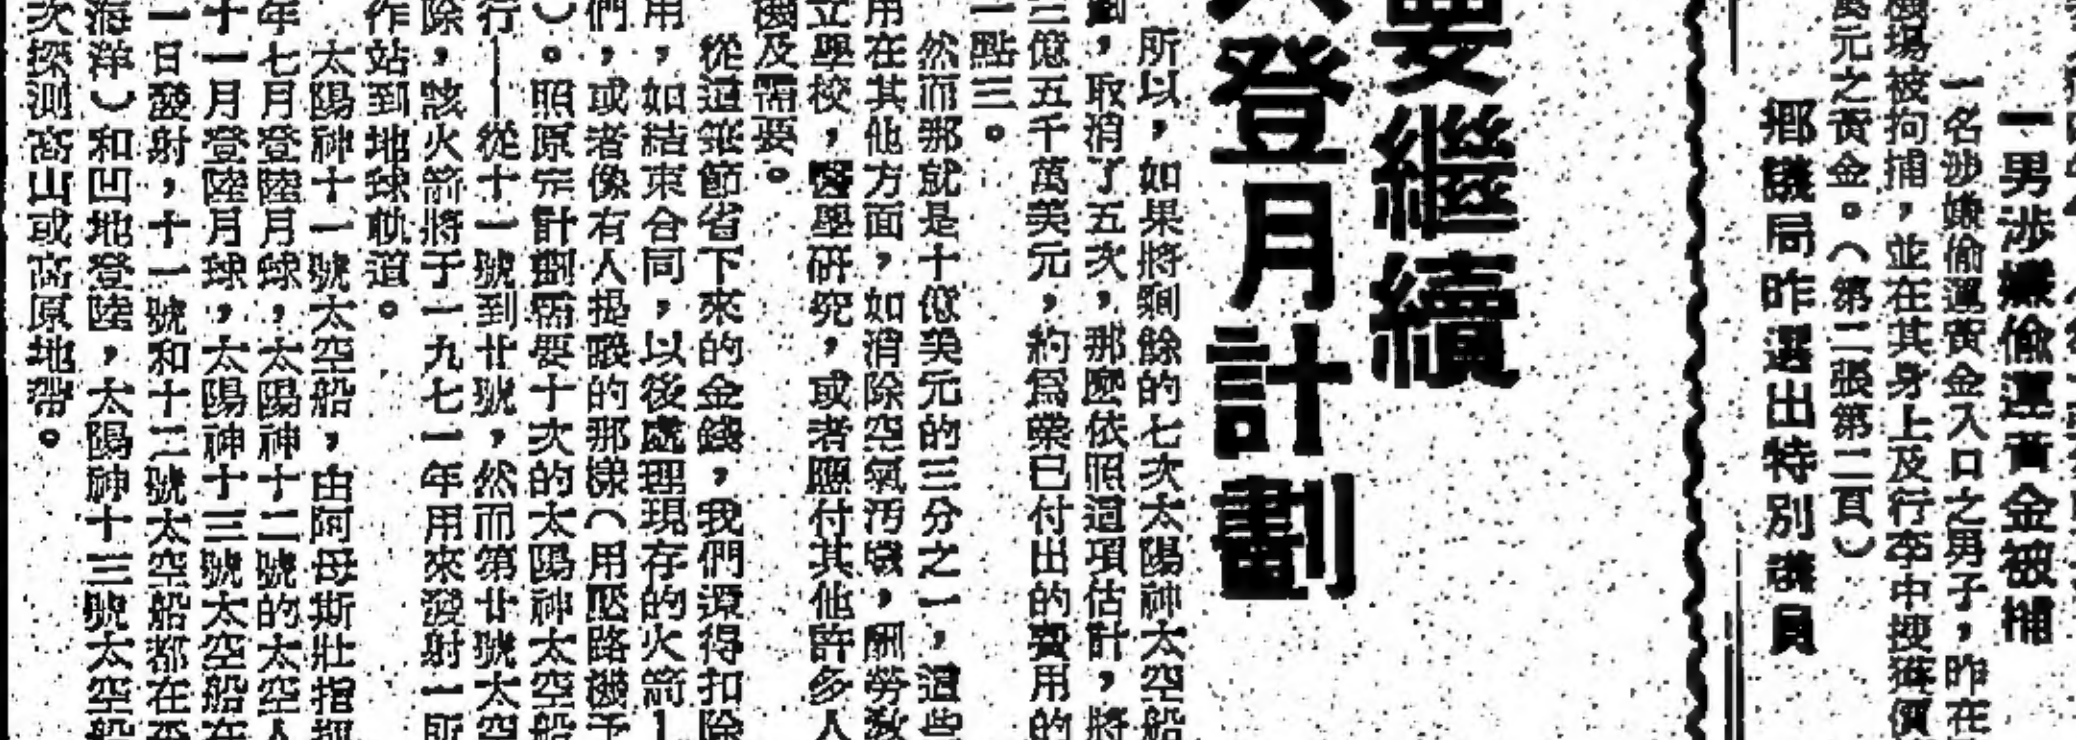 一男涉嫌偷運黃金被捕
一名涉嫌偷運黃金入口之男子，昨在
機場被拘捕，並在其身上及行李中搜獲價
萬元之黃金。（第二張第二頁）
鄉議局昨選出特別議員
要繼續
登月計劃
所以，如果將剩餘的七次太陽神太空船
，取消了五次，那麼依照這項估計，將
三億五千萬美元，約爲業已付出的費用的
一點三。
然而那就是十億美元的三分之一，這些
用在其他方面，如消除空氣汚，酬勞敎
立學校，醫學研究，或者應付其他許多人
機及需要。
從這筆節省下來的金錢，我們還得扣除
用，如結束合同，以後處理現存的火箭
們，或者像有人提議的那樣（用壓路機予
）。照原定計劃需要十次的太陽神太空船
行——從十一號到廿號，然而第廿號太空
除，該火箭將于一九七一年用來發射一所
作站到地球軌道。
太陽神十一號太空船，由阿母斯壯指揮
年七月登陸月球，太陽神十二號的太空人
十一月登陸月球，太陽神十三號太空船在
一日發射，十一號和十二號太空船都在平
海洋）和凹地登陸，太陽神十三號太空船
次探測高山或高原地帶。